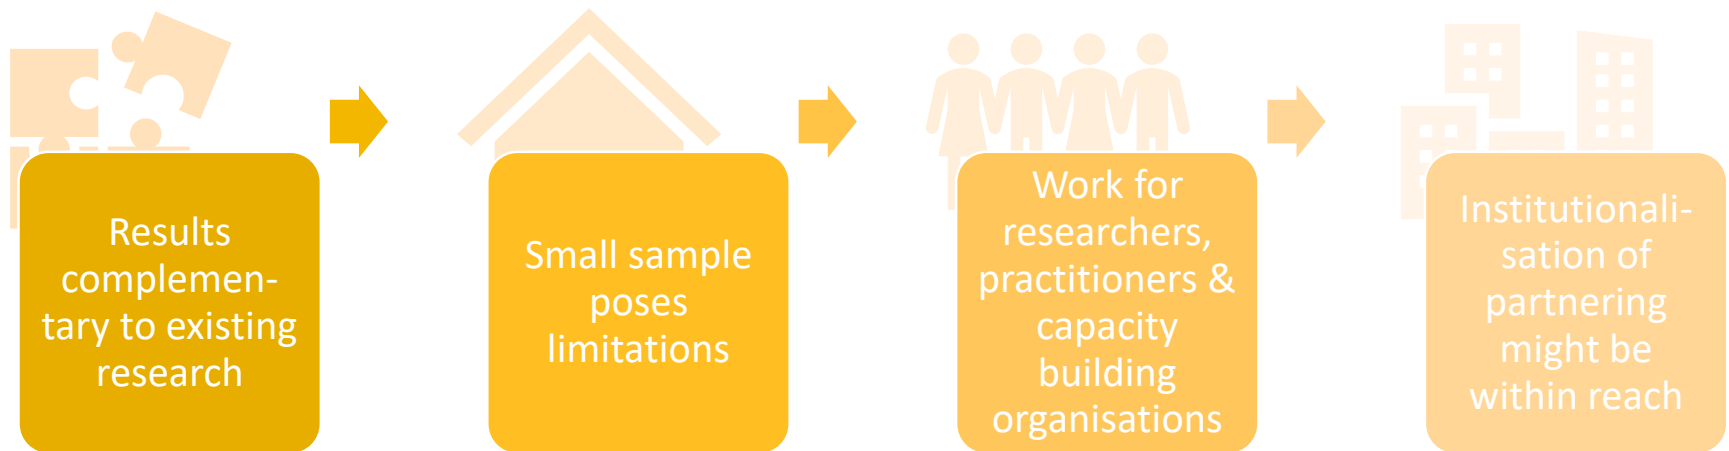 Results
complemen-
tary to existing
research
Small sample
poses
limitations
Work for
researchers,
practitioners &
capacity
building
organisations
Institutionali-
sation of
partnering
might be
within reach